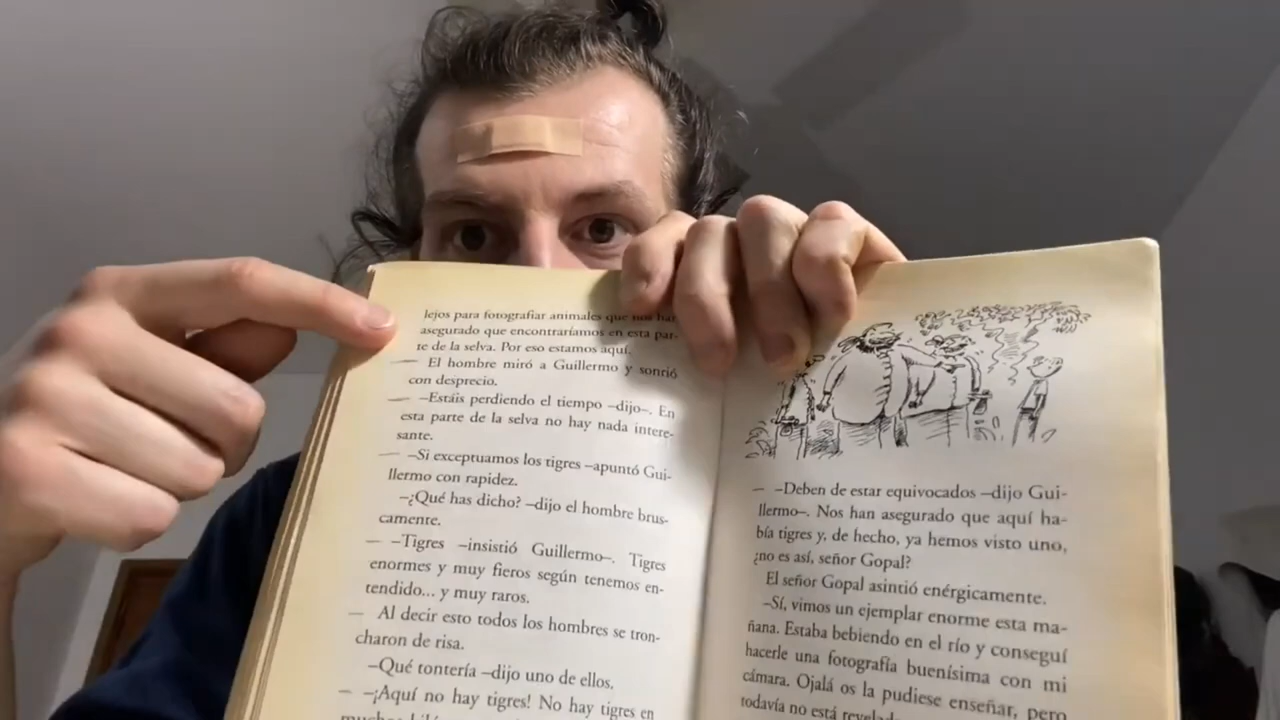 lejos para fotografiar animales que nos han
asegurado que encontraríamos en esta par-
te de la selva. Por eso estamos aquí.
El hombre miró a Guillermo y sonrió
con desprecio.
–Estáis perdiendo el tiempo –dijo–. En
esta parte de la selva no hay nada intere-
sante.
–Si exceptuamos los tigres –apuntó Gui-
llermo con rapidez.
–¿Qué has dicho? –dijo el hombre brus-
camente.
–Tigres –insistió Guillermo–. Tigres
enormes y muy fieros según tenemos en-
tendido... y muy raros.
Al decir esto todos los hombres se tron-
charon de risa.
–Qué tontería –dijo uno de ellos.
–¡Aquí no hay tigres! No hay tigres en
–Deben de estar equivocados –dijo Gui-
llermo–. Nos han asegurado que aquí ha-
bía tigres y, de hecho, ya hemos visto uno,
¿no es así, señor Gopal?
El señor Gopal asintió enérgicamente.
–Sí, vimos un ejemplar enorme esta ma-
ñana. Estaba bebiendo en el río y conseguí
hacerle una fotografía buenísima con mi
cámara. Ojalá os la pudiese enseñar, pero
todavía no está